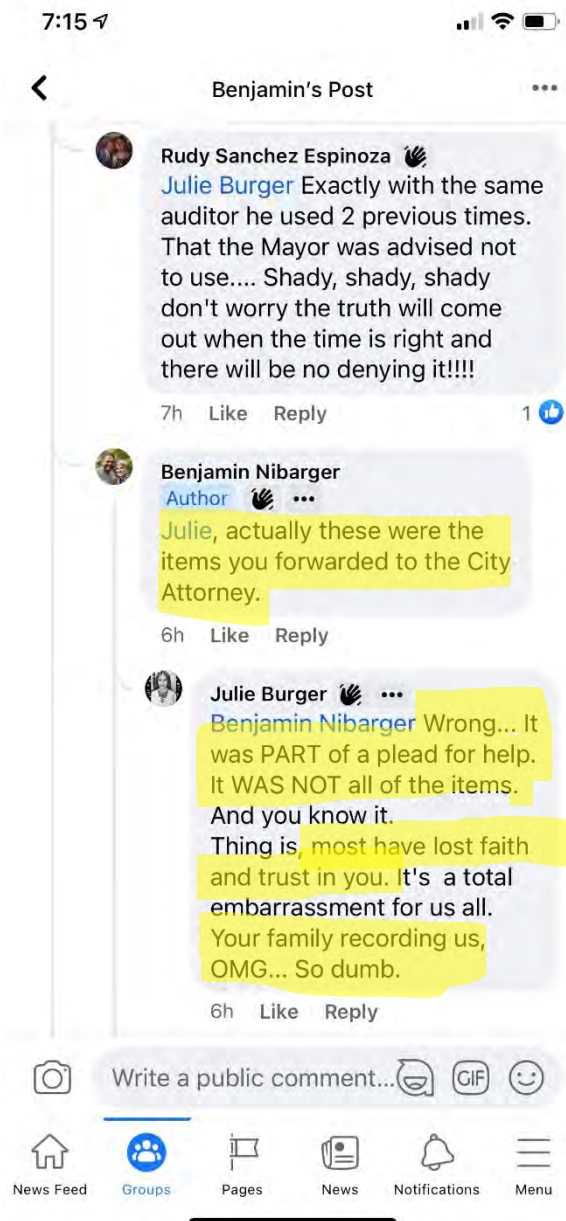 7:15
Benjamin's Post
Rudy Sanchez Espinoza
Julie Burger Exactly with the same
auditor he used 2 previous times.
That the Mayor was advised not
to use.... Shady, shady, shady
don't worry the truth will come
out when the time is right and
there will be no denying it!!!!
7h Like Reply 1
Benjamin Nibarger
Author
Julie, actually these were the
items you forwarded to the City
Attorney.
6h Like Reply
Julie Burger
Benjamin Nibarger Wrong... It
was PART of a plead for help.
It WAS NOT all of the items.
And you know it.
Thing is, most have lost faith
and trust in you. It's a total
embarrassment for us all.
Your family recording us,
OMG... So dumb.
6h Like Reply
Write a public comment...
GIF
News Feed Groups Pages News Notifications Menu